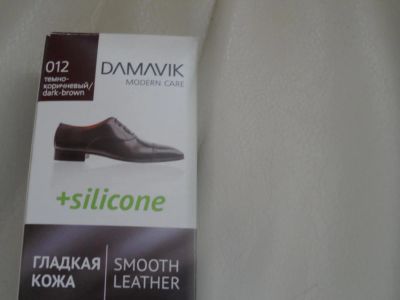 012
темно-
коричневый/
dark-brown
DAMAVIK
MODERN CARE
+silicone
ГЛАДКАЯ
КОЖА
SMOOTH
LEATHER